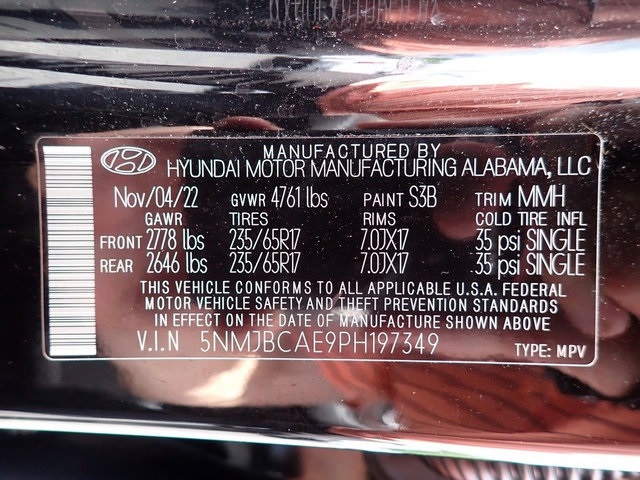 MANUFACTURED BY
HYUNDAI MOTOR MANUFACTURING ALABAMA, LLC
Nov/04/22 GVWR 4761 lbs PAINT S3B TRIM MMH
GAWR TIRES RIMS COLD TIRE INFL
FRONT 2778 lbs 235/65R17 7.0JX17 35 psi SINGLE
REAR 2646 lbs 235/65R17 7.0JX17 35 psi SINGLE
THIS VEHICLE CONFORMS TO ALL APPLICABLE U.S.A. FEDERAL
MOTOR VEHICLE SAFETY AND THEFT PREVENTION STANDARDS
IN EFFECT ON THE DATE OF MANUFACTURE SHOWN ABOVE
V.I.N 5NMJBCAE9PH197349 TYPE: MPV